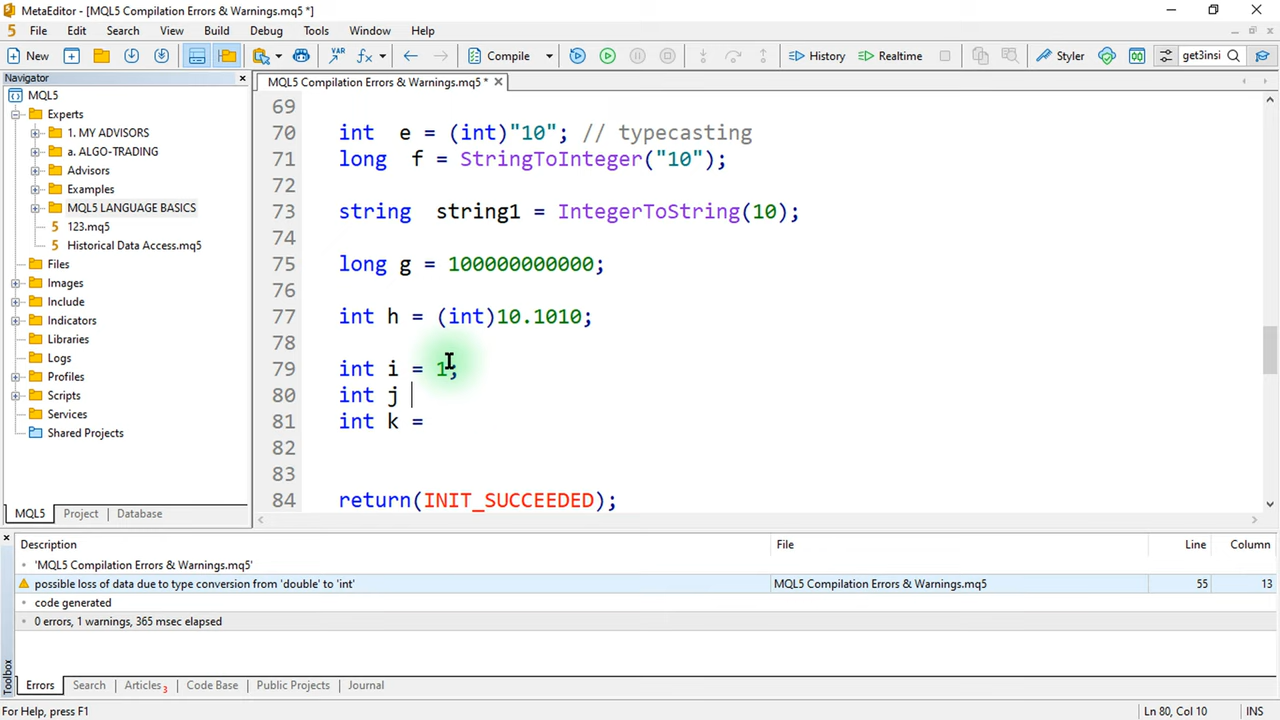 MetaEditor - [MQL5 Compilation Errors & Warnings.mq5 *]
5 File Edit Search View Build Debug Tools Window Help
New VAR fx Compile History Realtime Styler get3insi
Navigator
MQL5 Compilation Errors & Warnings.mq5 *
MQL5
Experts
1. MY ADVISORS
a. ALGO-TRADING
Advisors
Examples
MQL5 LANGUAGE BASICS
5 123.mq5
5 Historical Data Access.mq5
Files
Images
Include
Indicators
Libraries
Logs
Profiles
Scripts
Services
Shared Projects
MQL5 Project Database
69
70 int e = (int)"10"; // typecasting
71 long f = StringToInteger("10");
72
73 string string1 = IntegerToString(10);
74
75 long g = 100000000000;
76
77 int h = (int)10.1010;
78
79 int i = 1;
80 int j
81 int k =
82
83
84 return(INIT_SUCCEEDED);
Description File Line Column
'MQL5 Compilation Errors & Warnings.mq5'
possible loss of data due to type conversion from 'double' to 'int' MQL5 Compilation Errors & Warnings.mq5 55 13
code generated
0 errors, 1 warnings, 365 msec elapsed
Toolbox
Errors Search Articles 3 Code Base Public Projects Journal
For Help, press F1 Ln 80, Col 10 INS